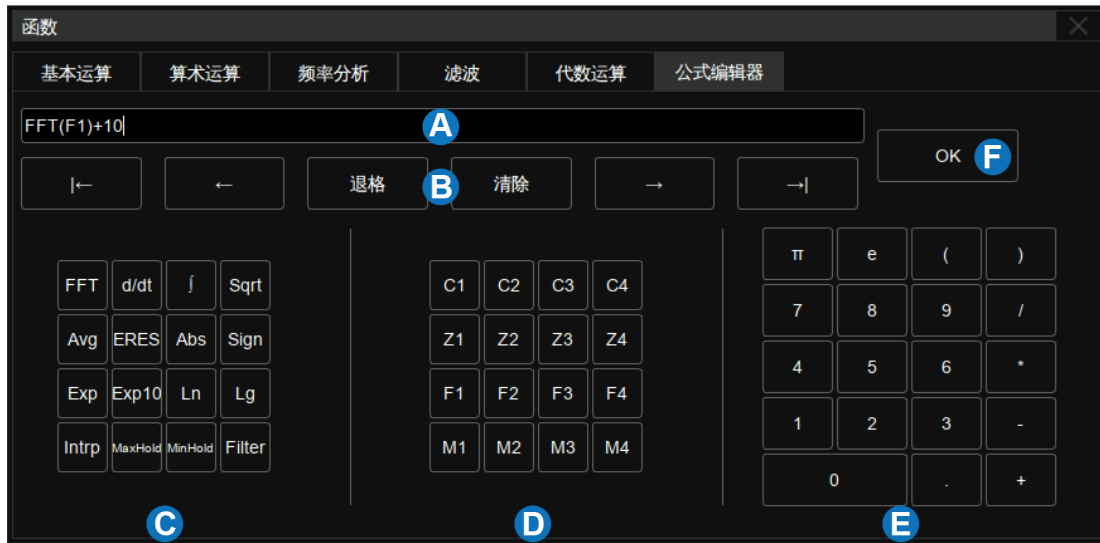 函数
基本运算 算术运算 频率分析 滤波 代数运算 公式编辑器
FFT(F1)+10 A
OK F
|← ← 退格 B 清除 → →|
π e ( )
FFT d/dt ∫ Sqrt C1 C2 C3 C4
7 8 9 /
Avg ERES Abs Sign Z1 Z2 Z3 Z4
4 5 6 *
Exp Exp10 Ln Lg F1 F2 F3 F4
1 2 3 -
Intrp MaxHold MinHold Filter M1 M2 M3 M4
0 . +
C D E